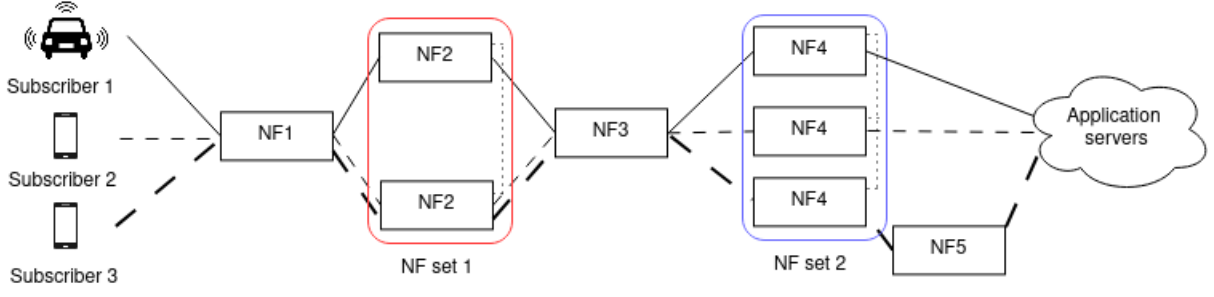 Subscriber 1
Subscriber 2
Subscriber 3
NF1
NF2
NF2
NF set 1
NF3
NF4
NF4
NF4
NF set 2
NF5
Application
servers